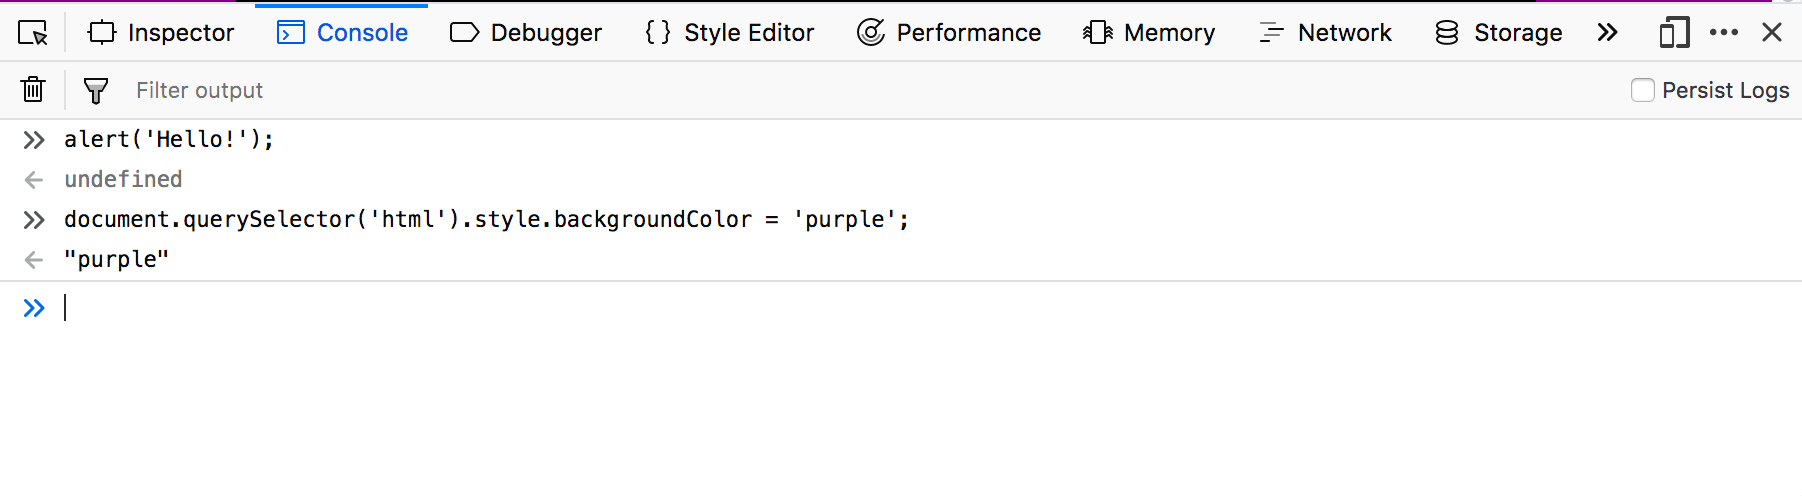 Inspector Console Debugger Style Editor Performance Memory Network Storage
Filter output Persist Logs
alert('Hello!');
undefined
document.querySelector('html').style.backgroundColor = 'purple';
"purple"